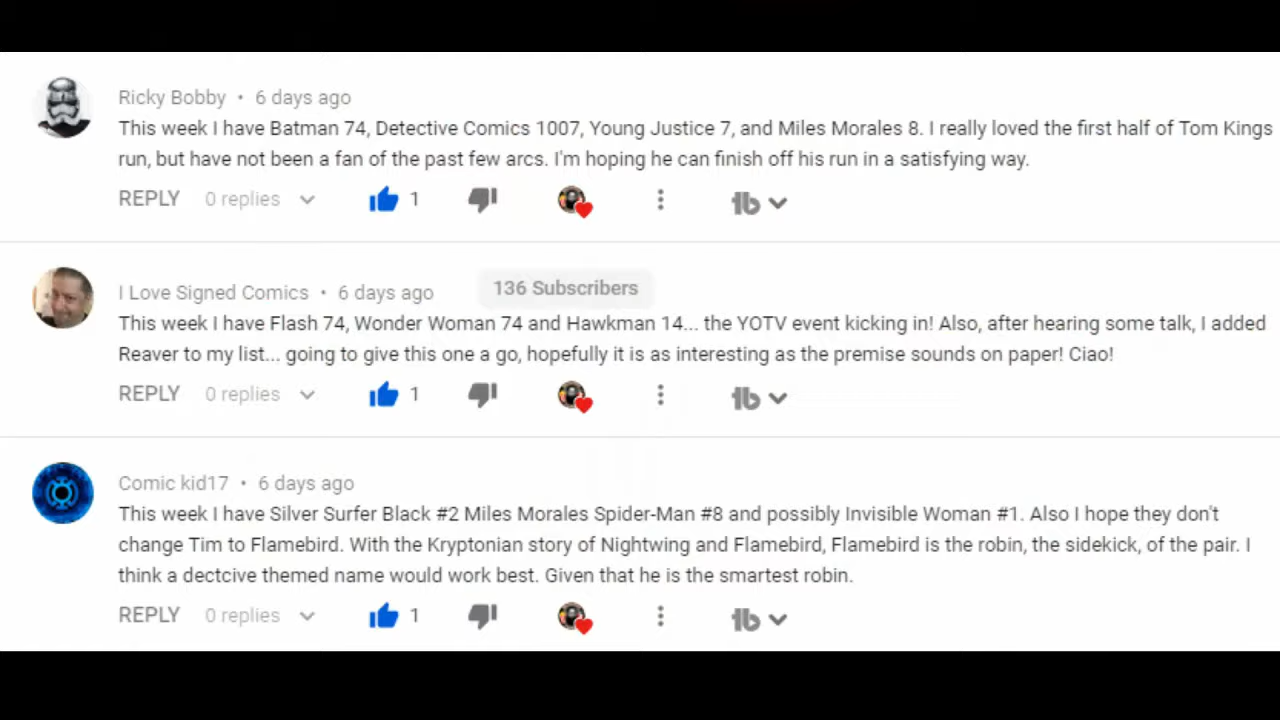 Ricky Bobby • 6 days ago
This week I have Batman 74, Detective Comics 1007, Young Justice 7, and Miles Morales 8. I really loved the first half of Tom Kings
run, but have not been a fan of the past few arcs. I'm hoping he can finish off his run in a satisfying way.
REPLY 0 replies 1
I Love Signed Comics • 6 days ago 136 Subscribers
This week I have Flash 74, Wonder Woman 74 and Hawkman 14... the YOTV event kicking in! Also, after hearing some talk, I added
Reaver to my list... going to give this one a go, hopefully it is as interesting as the premise sounds on paper! Ciao!
REPLY 0 replies 1
Comic kid17 • 6 days ago
This week I have Silver Surfer Black #2 Miles Morales Spider-Man #8 and possibly Invisible Woman #1. Also I hope they don't
change Tim to Flamebird. With the Kryptonian story of Nightwing and Flamebird, Flamebird is the robin, the sidekick, of the pair. I
think a dectcive themed name would work best. Given that he is the smartest robin.
REPLY 0 replies 1